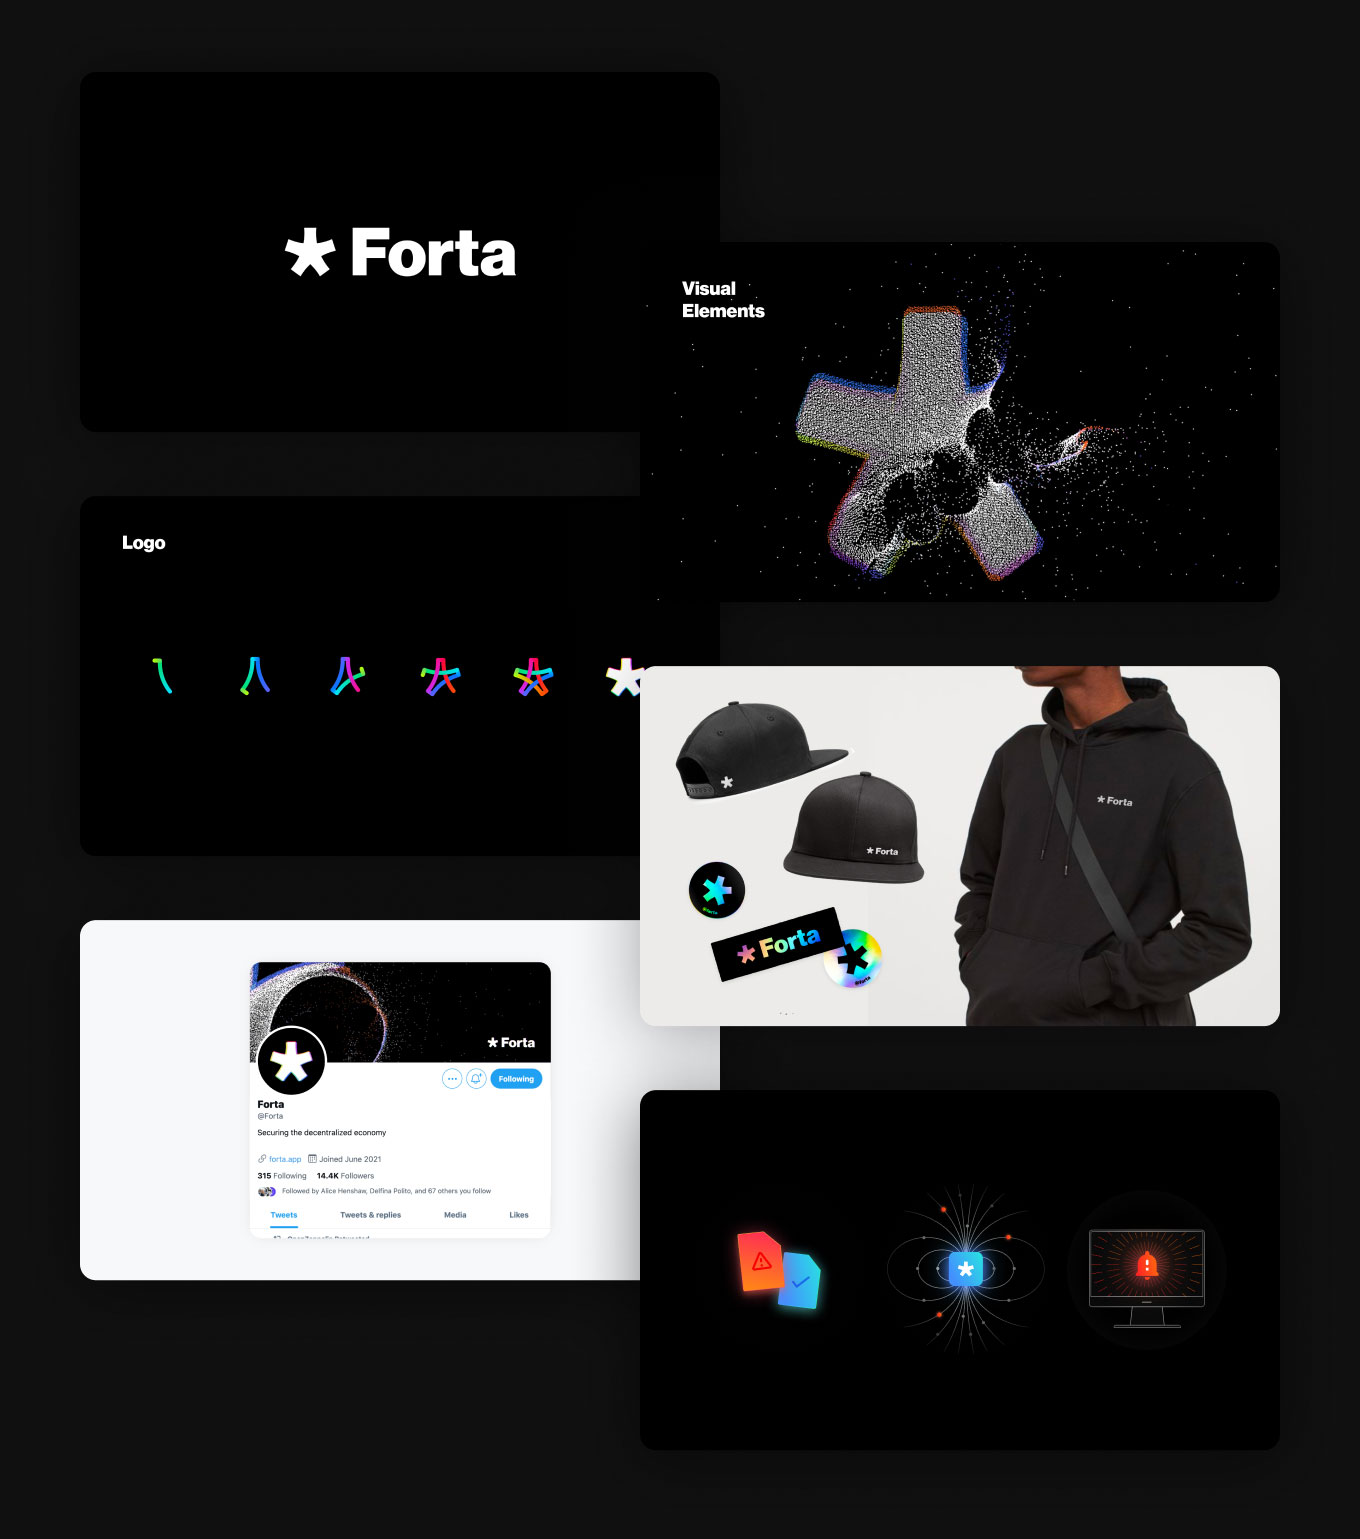 Forta
Visual
Elements
Logo
Forta
Forta
Forta
@forta
@forta
Forta
Following
Forta
@Forta
Securing the decentralized economy
forta.app Joined June 2021
315 Following 14.4K Followers
Followed by Alice Henshaw, Delfina Polito, and 67 others you follow
Tweets Tweets & replies Media Likes